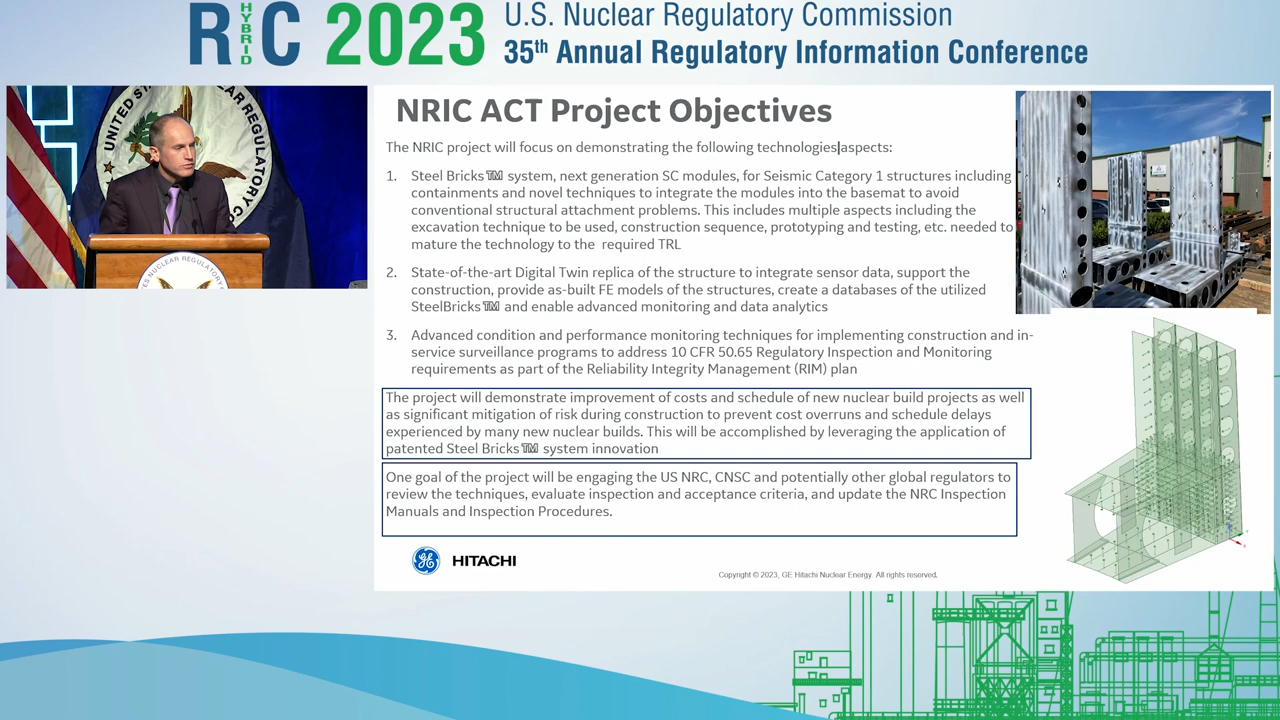 RIC 2023
HYBRID
U.S. Nuclear Regulatory Commission
35th Annual Regulatory Information Conference
UNITED STATES NUCLEAR REGULATORY
NRIC ACT Project Objectives
The NRIC project will focus on demonstrating the following technologies|aspects:
1. Steel Bricks™ system, next generation SC modules, for Seismic Category 1 structures including
containments and novel techniques to integrate the modules into the basemat to avoid
conventional structural attachment problems. This includes multiple aspects including the
excavation technique to be used, construction sequence, prototyping and testing, etc. needed to
mature the technology to the required TRL
2. State-of-the-art Digital Twin replica of the structure to integrate sensor data, support the
construction, provide as-built FE models of the structures, create a databases of the utilized
SteelBricks™ and enable advanced monitoring and data analytics
3. Advanced condition and performance monitoring techniques for implementing construction and in-
service surveillance programs to address 10 CFR 50.65 Regulatory Inspection and Monitoring
requirements as part of the Reliability Integrity Management (RIM) plan
The project will demonstrate improvement of costs and schedule of new nuclear build projects as well
as significant mitigation of risk during construction to prevent cost overruns and schedule delays
experienced by many new nuclear builds. This will be accomplished by leveraging the application of
patented Steel Bricks™ system innovation
One goal of the project will be engaging the US NRC, CNSC and potentially other global regulators to
review the techniques, evaluate inspection and acceptance criteria, and update the NRC Inspection
Manuals and Inspection Procedures.
GE HITACHI
Copyright © 2023, GE Hitachi Nuclear Energy. All rights reserved.